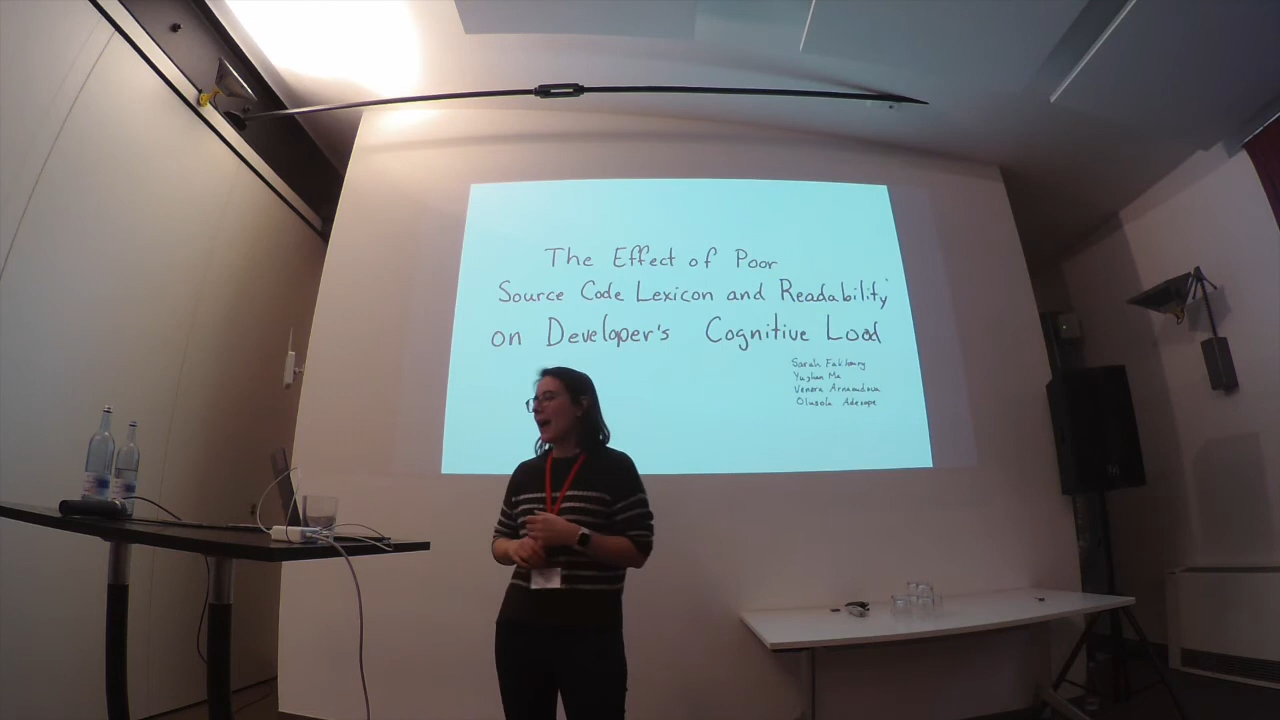 The Effect of Poor
Source Code Lexicon and Readability
on Developer's Cognitive Load
Sarah Fakhoury
Yuzhan Ma
Venera Arnaoudova
Olusola Adesope